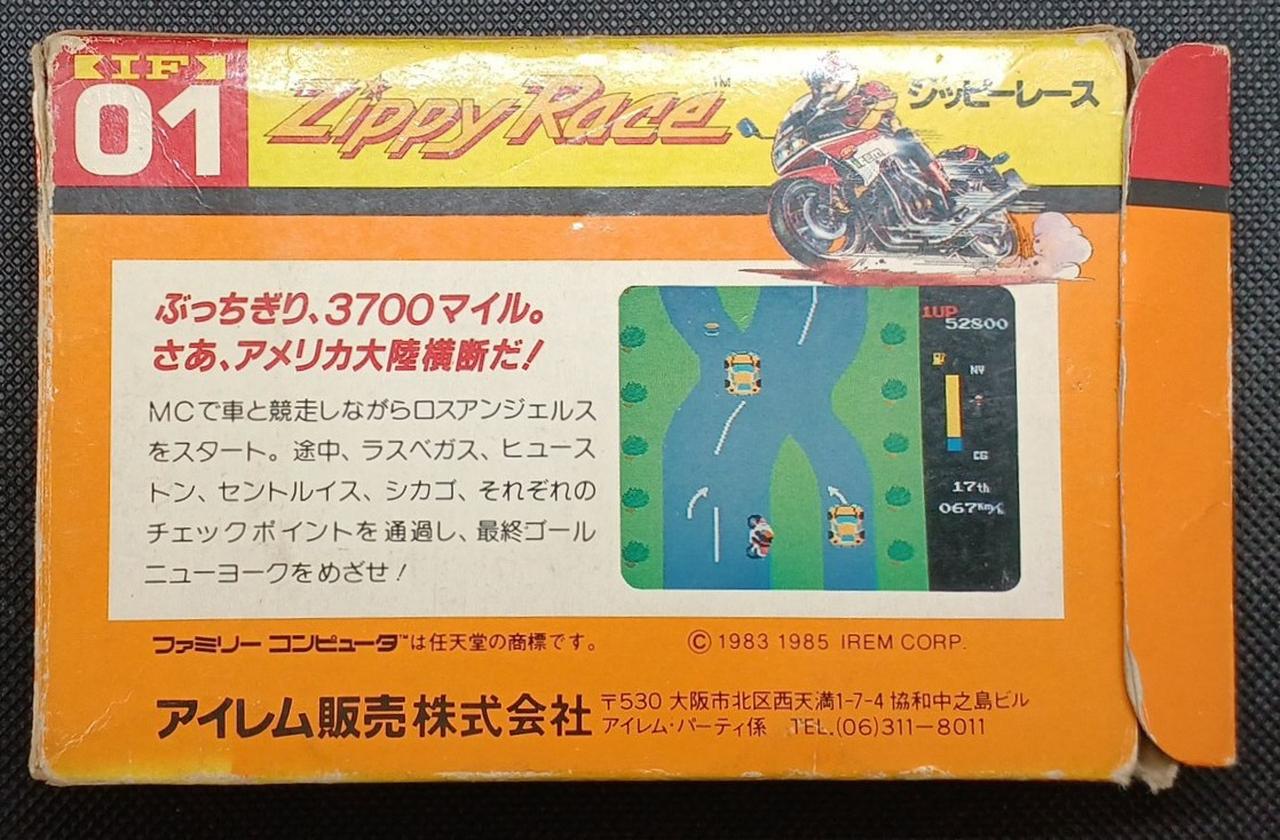 IF
01
Zippy Race™
ジッピーレース
irem
ぶっちぎり、3700マイル。
さあ、アメリカ大陸横断だ!
MCで車と競走しながらロスアンジェルス
をスタート。途中、ラスベガス、ヒュース
トン、セントルイス、シカゴ、それぞれの
チェックポイントを通過し、最終ゴール
ニューヨークをめざせ!
1UP
52800
NY
CG
17th
067Km/h
ファミリー コンピュータ™は任天堂の商標です。
© 1983 1985 IREM CORP.
アイレム販売株式会社
〒530 大阪市北区西天満1-7-4 協和中之島ビル
アイレム・パーティ係 TEL.(06)311-8011